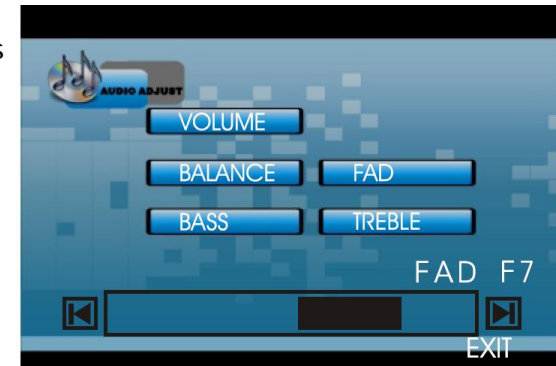 s
AUDIO ADJUST
VOLUME
BALANCE FAD
BASS TREBLE
FAD F7
EXIT